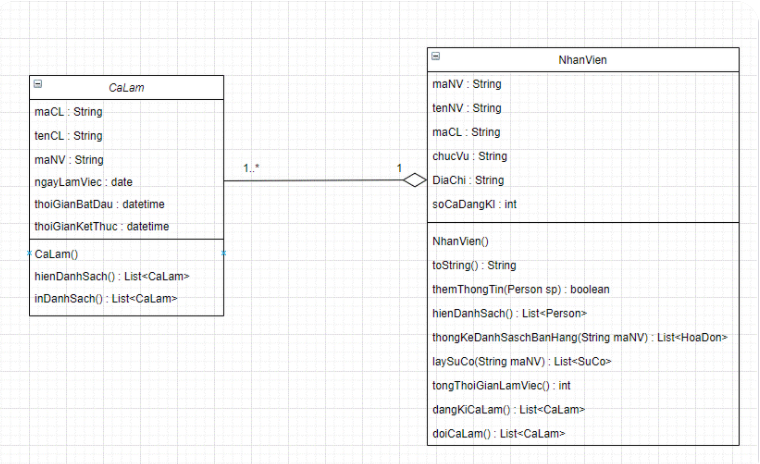 CaLam
maCL : String
tenCL : String
maNV : String
ngayLamViec : date
thoiGianBatDau : datetime
thoiGianKetThuc : datetime
CaLam()
hienDanhSach() : List<CaLam>
inDanhSach() : List<CaLam>
1..*
1
NhanVien
maNV : String
tenNV : String
maCL : String
chucVu : String
DiaChi : String
soCaDangKI : int
NhanVien()
toString() : String
themThongTin(Person sp) : boolean
hienDanhSach() : List<Person>
thongKeDanhSaschBanHang(String maNV) : List<HoaDon>
laySuCo(String maNV) : List<SuCo>
tongThoiGianLamViec() : int
dangKiCaLam() : List<CaLam>
doiCaLam() : List<CaLam>